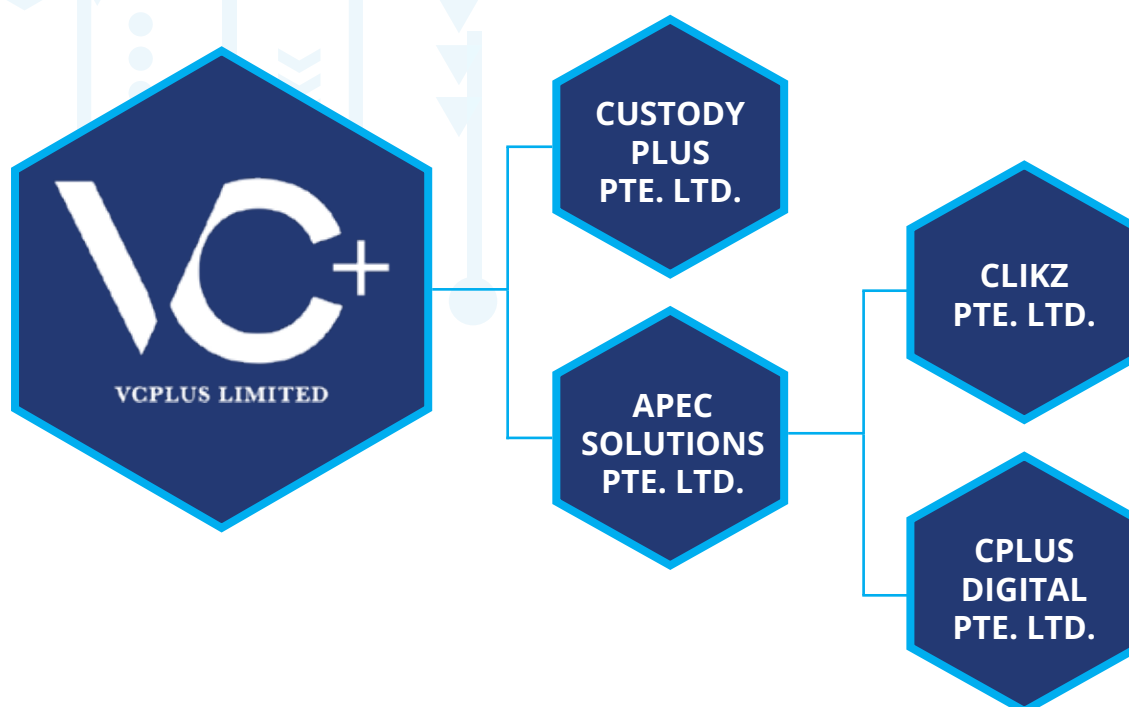 VC+
VCPLUS LIMITED
CUSTODY
PLUS
PTE. LTD.
APEC
SOLUTIONS
PTE. LTD.
CLIKZ
PTE. LTD.
CPLUS
DIGITAL
PTE. LTD.